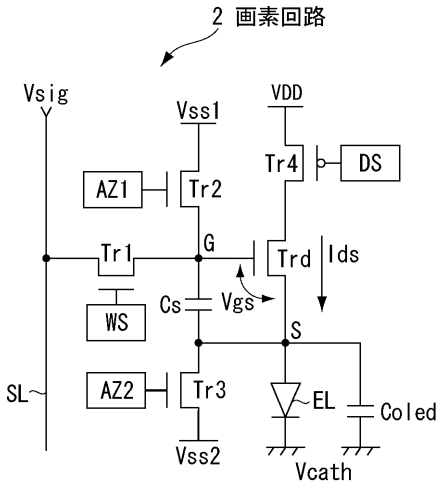 2 画素回路
Vsig
Vss1
VDD
AZ1
Tr2
Tr4
DS
Tr1
G
Trd
Ids
WS
Cs
Vgs
S
SL
AZ2
Tr3
EL
Coled
Vss2
Vcath